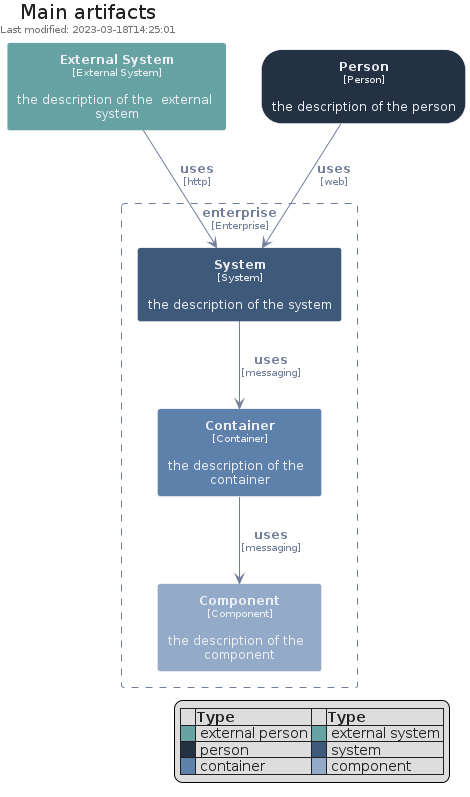 Main artifacts
Last modified: 2023-03-18T14:25:01
External System
[External System]
the description of the external
system
Person
[Person]
the description of the person
uses
[http]
uses
[web]
enterprise
[Enterprise]
System
[System]
the description of the system
uses
[messaging]
Container
[Container]
the description of the
container
uses
[messaging]
Component
[Component]
the description of the
component
Type Type
external person external system
person system
container component